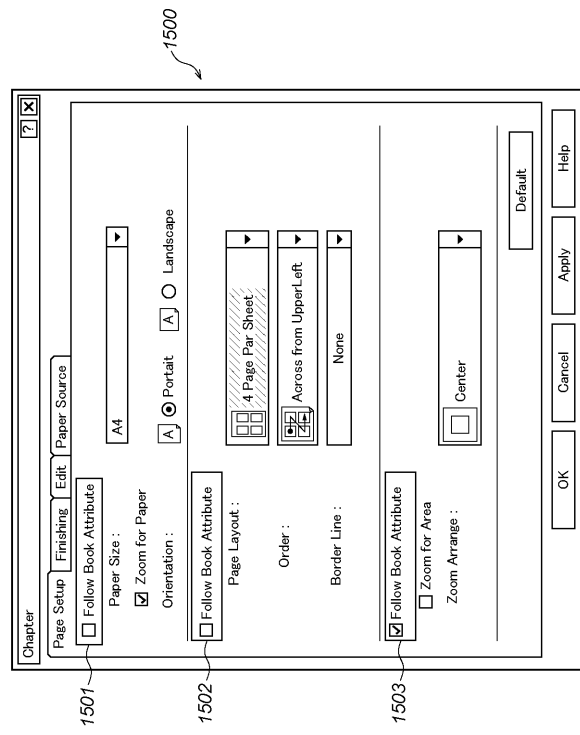 1500
Chapter
? X
Page Setup Finishing Edit Paper Source
1501
Follow Book Attribute
Paper Size : A4
Zoom for Paper
Orientation : A Portait A Landscape
1502
Follow Book Attribute
Page Layout : 4 Page Par Sheet
Order : Across from UpperLeft
Border Line : None
1503
Follow Book Attribute
Zoom for Area
Zoom Arrange : Center
Default
OK Cancel Apply Help